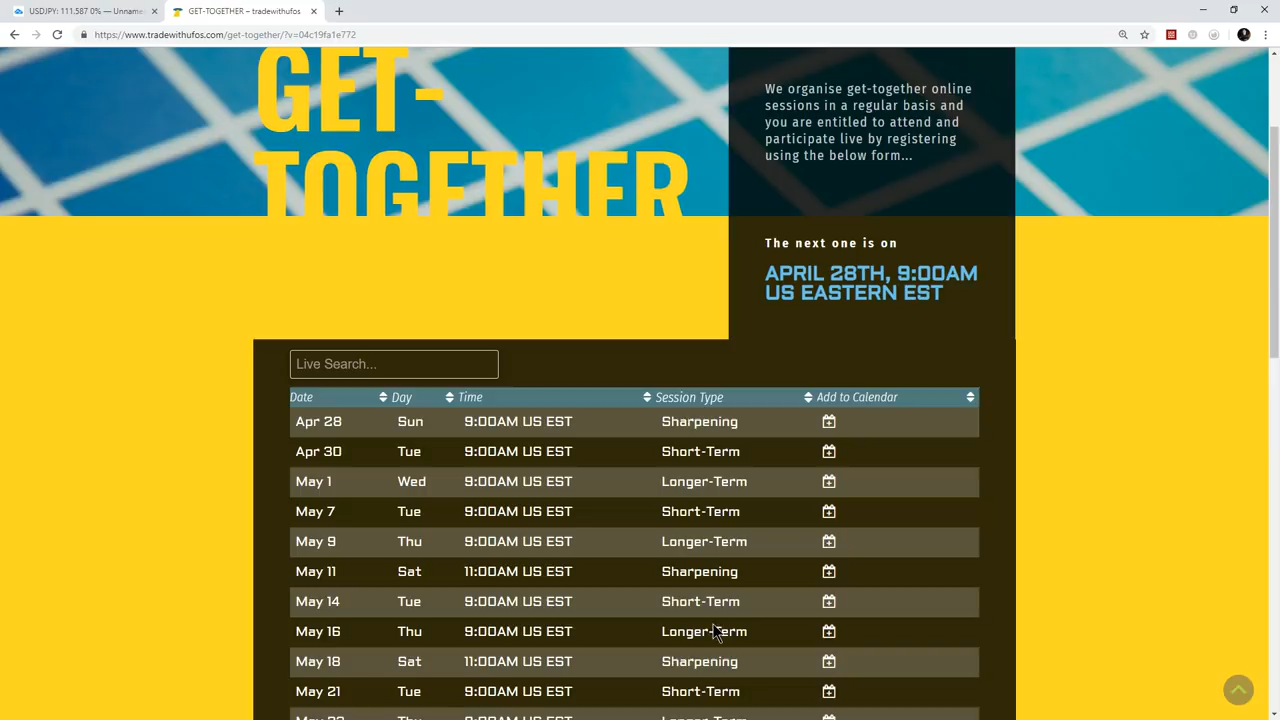 USDJPY: 111.587 0% — Unname
GET-TOGETHER – tradewithufos
https://www.tradewithufos.com/get-together/?v=04c19fa1e772
GET-
TOGETHER
We organise get-together online
sessions in a regular basis and
you are entitled to attend and
participate live by registering
using the below form...
The next one is on
APRIL 28TH, 9:00AM
US EASTERN EST
Live Search...
Date Day Time Session Type Add to Calendar
Apr 28 Sun 9:00AM US EST Sharpening
Apr 30 Tue 9:00AM US EST Short-Term
May 1 Wed 9:00AM US EST Longer-Term
May 7 Tue 9:00AM US EST Short-Term
May 9 Thu 9:00AM US EST Longer-Term
May 11 Sat 11:00AM US EST Sharpening
May 14 Tue 9:00AM US EST Short-Term
May 16 Thu 9:00AM US EST Longer-Term
May 18 Sat 11:00AM US EST Sharpening
May 21 Tue 9:00AM US EST Short-Term